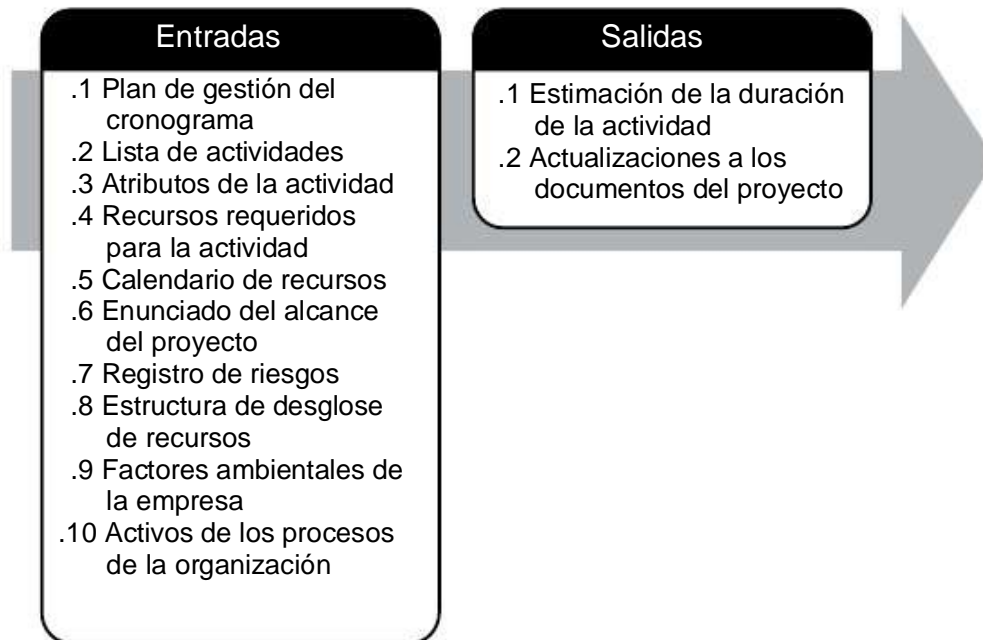 Entradas
.1 Plan de gestión del
cronograma
.2 Lista de actividades
.3 Atributos de la actividad
.4 Recursos requeridos
para la actividad
.5 Calendario de recursos
.6 Enunciado del alcance
del proyecto
.7 Registro de riesgos
.8 Estructura de desglose
de recursos
.9 Factores ambientales de
la empresa
.10 Activos de los procesos
de la organización
Salidas
.1 Estimación de la duración
de la actividad
.2 Actualizaciones a los
documentos del proyecto